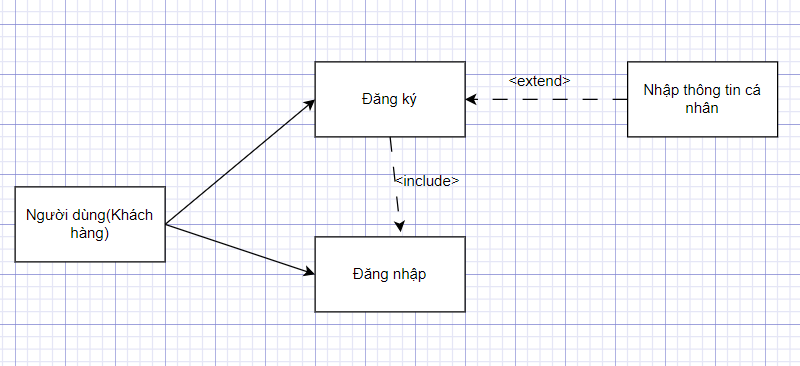 <extend>
Đăng ký
Nhập thông tin cá
nhân
<include>
Người dùng(Khách
hàng)
Đăng nhập